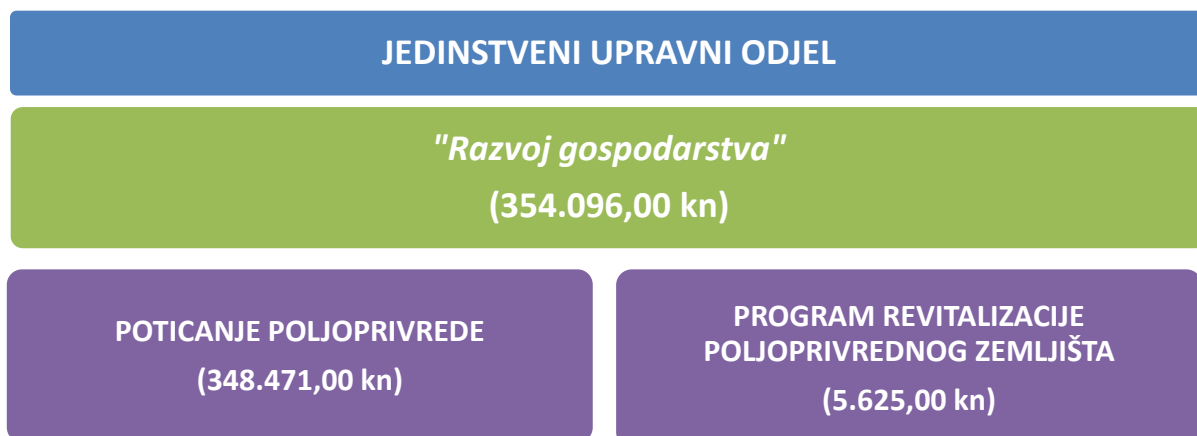 JEDINSTVENI UPRAVNI ODJEL
"Razvoj gospodarstva"
(354.096,00 kn)
POTICANJE POLJOPRIVREDE
(348.471,00 kn)
PROGRAM REVITALIZACIJE
POLJOPRIVREDNOG ZEMLJIŠTA
(5.625,00 kn)